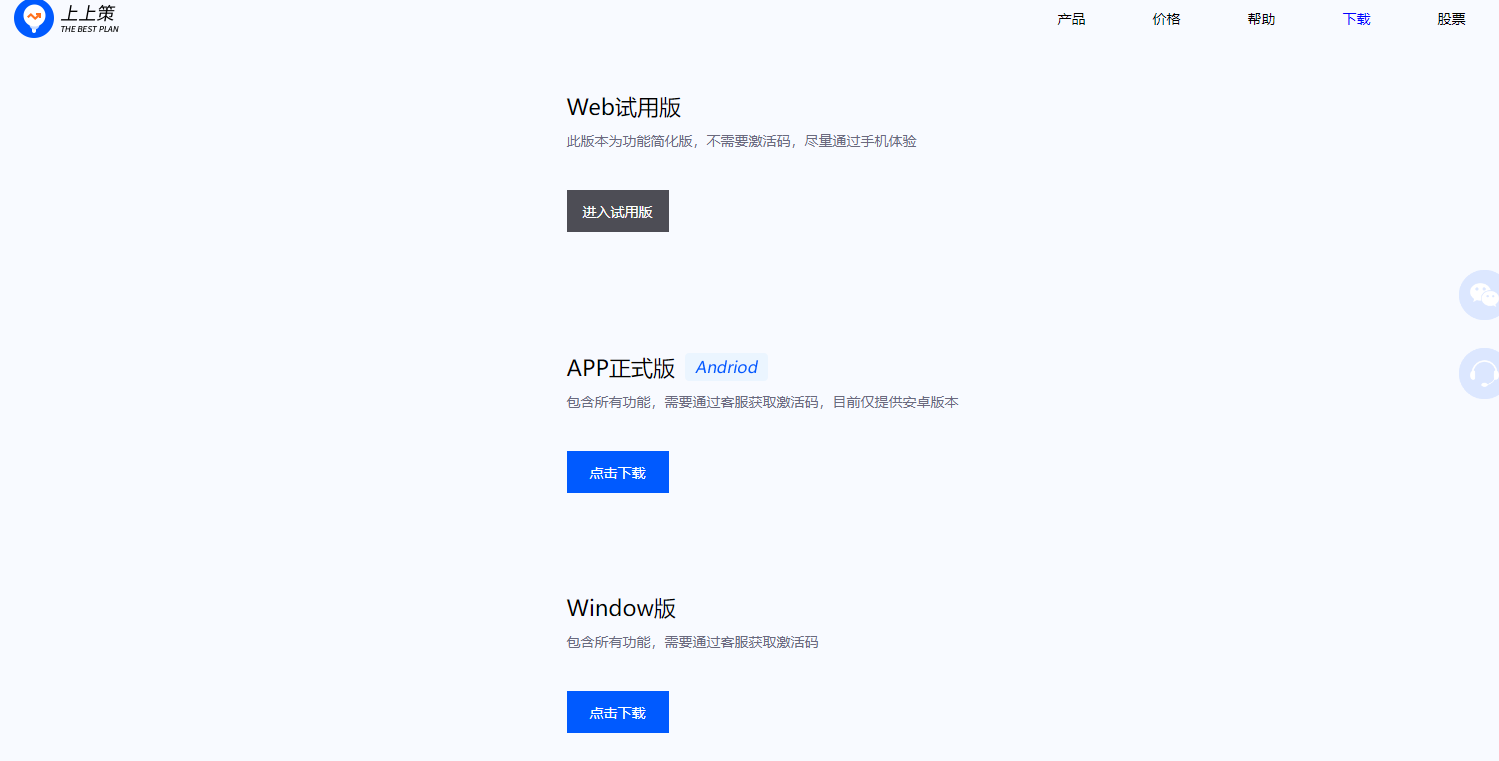 上上策
THE BEST PLAN
产品 价格 帮助 下载 股票
Web试用版
此版本为功能简化版，不需要激活码，尽量通过手机体验
进入试用版
APP正式版 Andriod
包含所有功能，需要通过客服获取激活码，目前仅提供安卓版本
点击下载
Window版
包含所有功能，需要通过客服获取激活码
点击下载